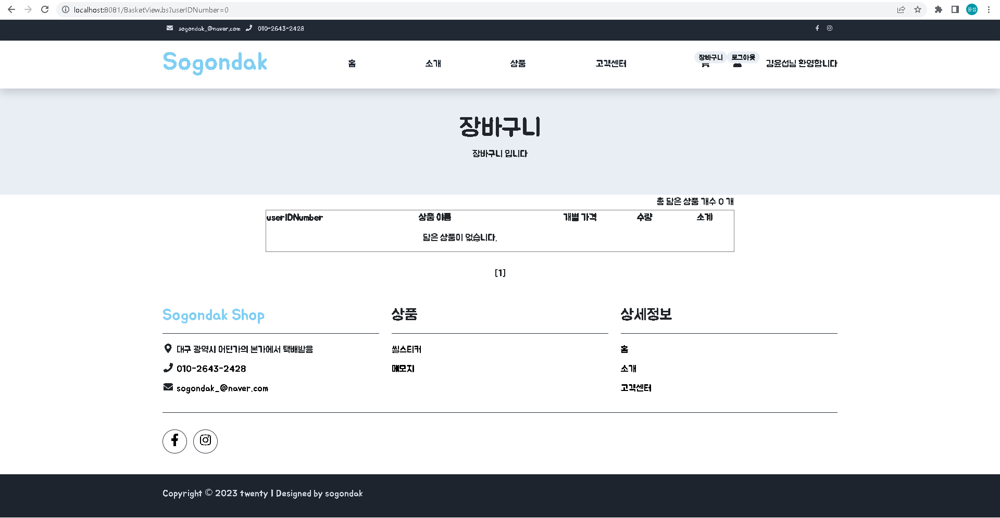 localhost:8081/BasketView.bs?userIDNumber=0
윤섭
sogondak_@naver.com 010-2643-2428
Sogondak 홈 소개 상품 고객센터 장바구니 로그아웃 김윤섭님 환영합니다
장바구니
장바구니 입니다
총 담은 상품 개수 0 개
userIDNumber 상품 이름 개별 가격 수량 소계
담은 상품이 없습니다.
[1]
Sogondak Shop 상품 상세정보
대구 광역시 어딘가의 본가에서 택배받음 씰스티커 홈
010-2643-2428 메모지 소개
sogondak_@naver.com 고객센터
Copyright © 2023 twenty | Designed by sogondak